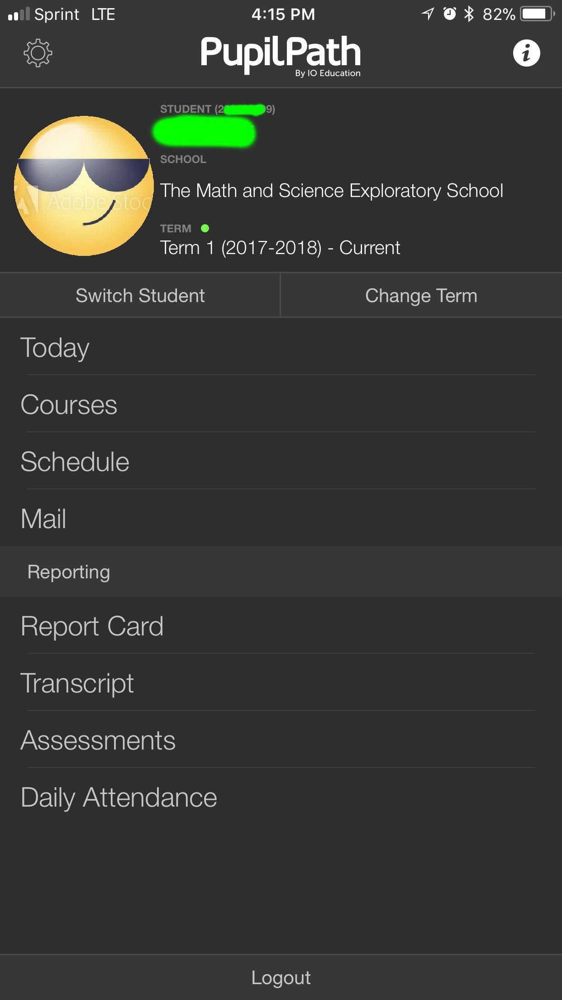 Sprint LTE 4:15 PM 82%
PupilPath
By IO Education
STUDENT (2 9)
SCHOOL
The Math and Science Exploratory School
Adobe Stoc
TERM
Term 1 (2017-2018) - Current
Switch Student Change Term
Today
Courses
Schedule
Mail
Reporting
Report Card
Transcript
Assessments
Daily Attendance
Logout